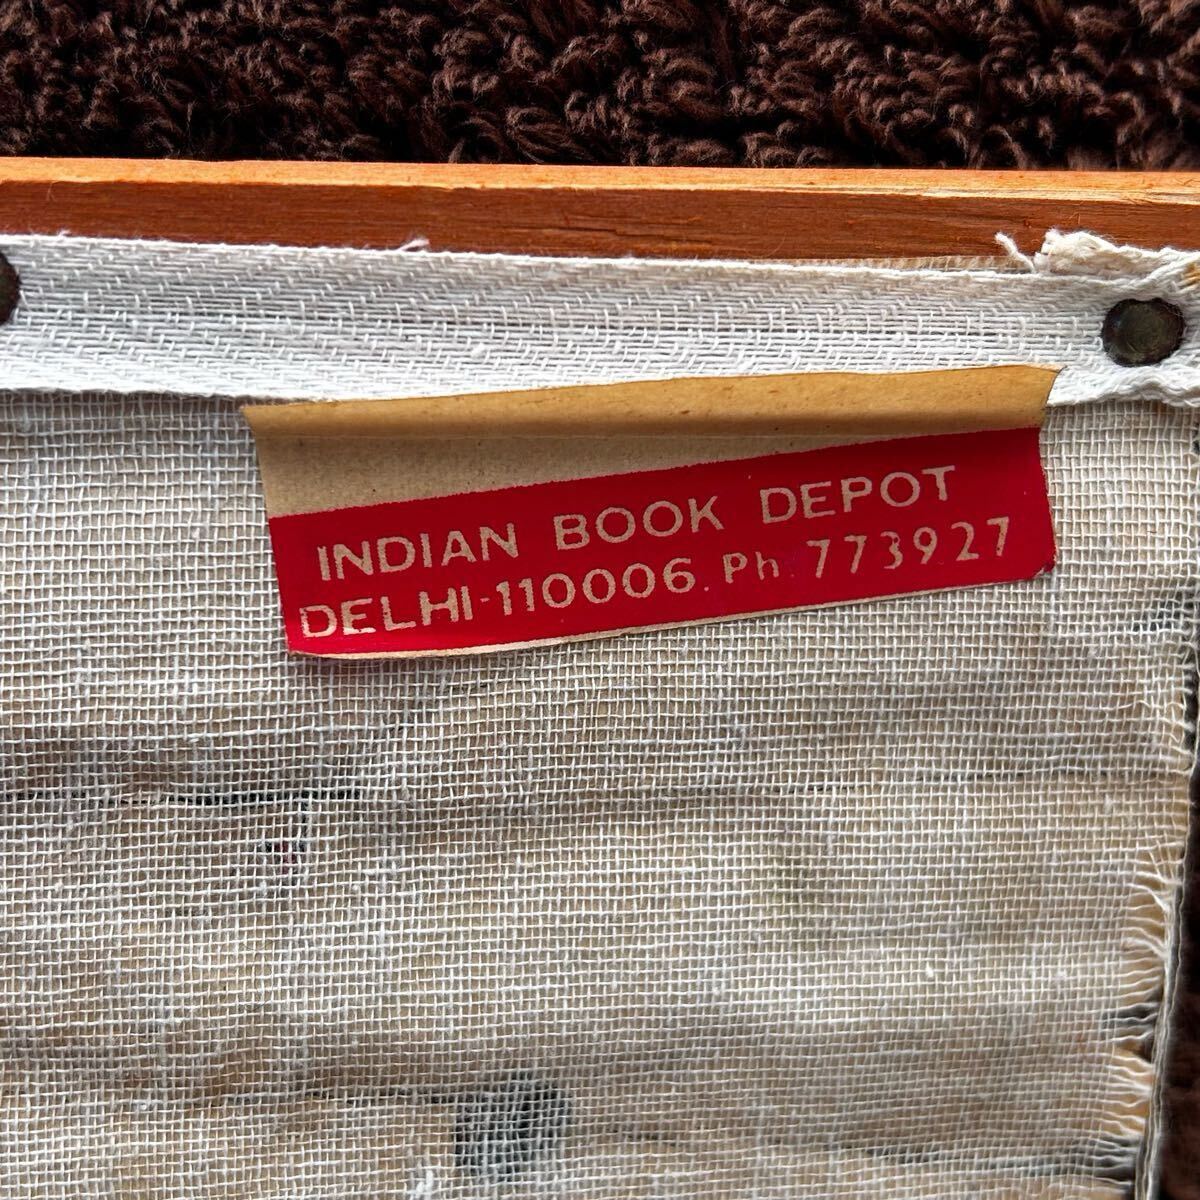 INDIAN BOOK DEPOT
DELHI-110006. Ph. 773927